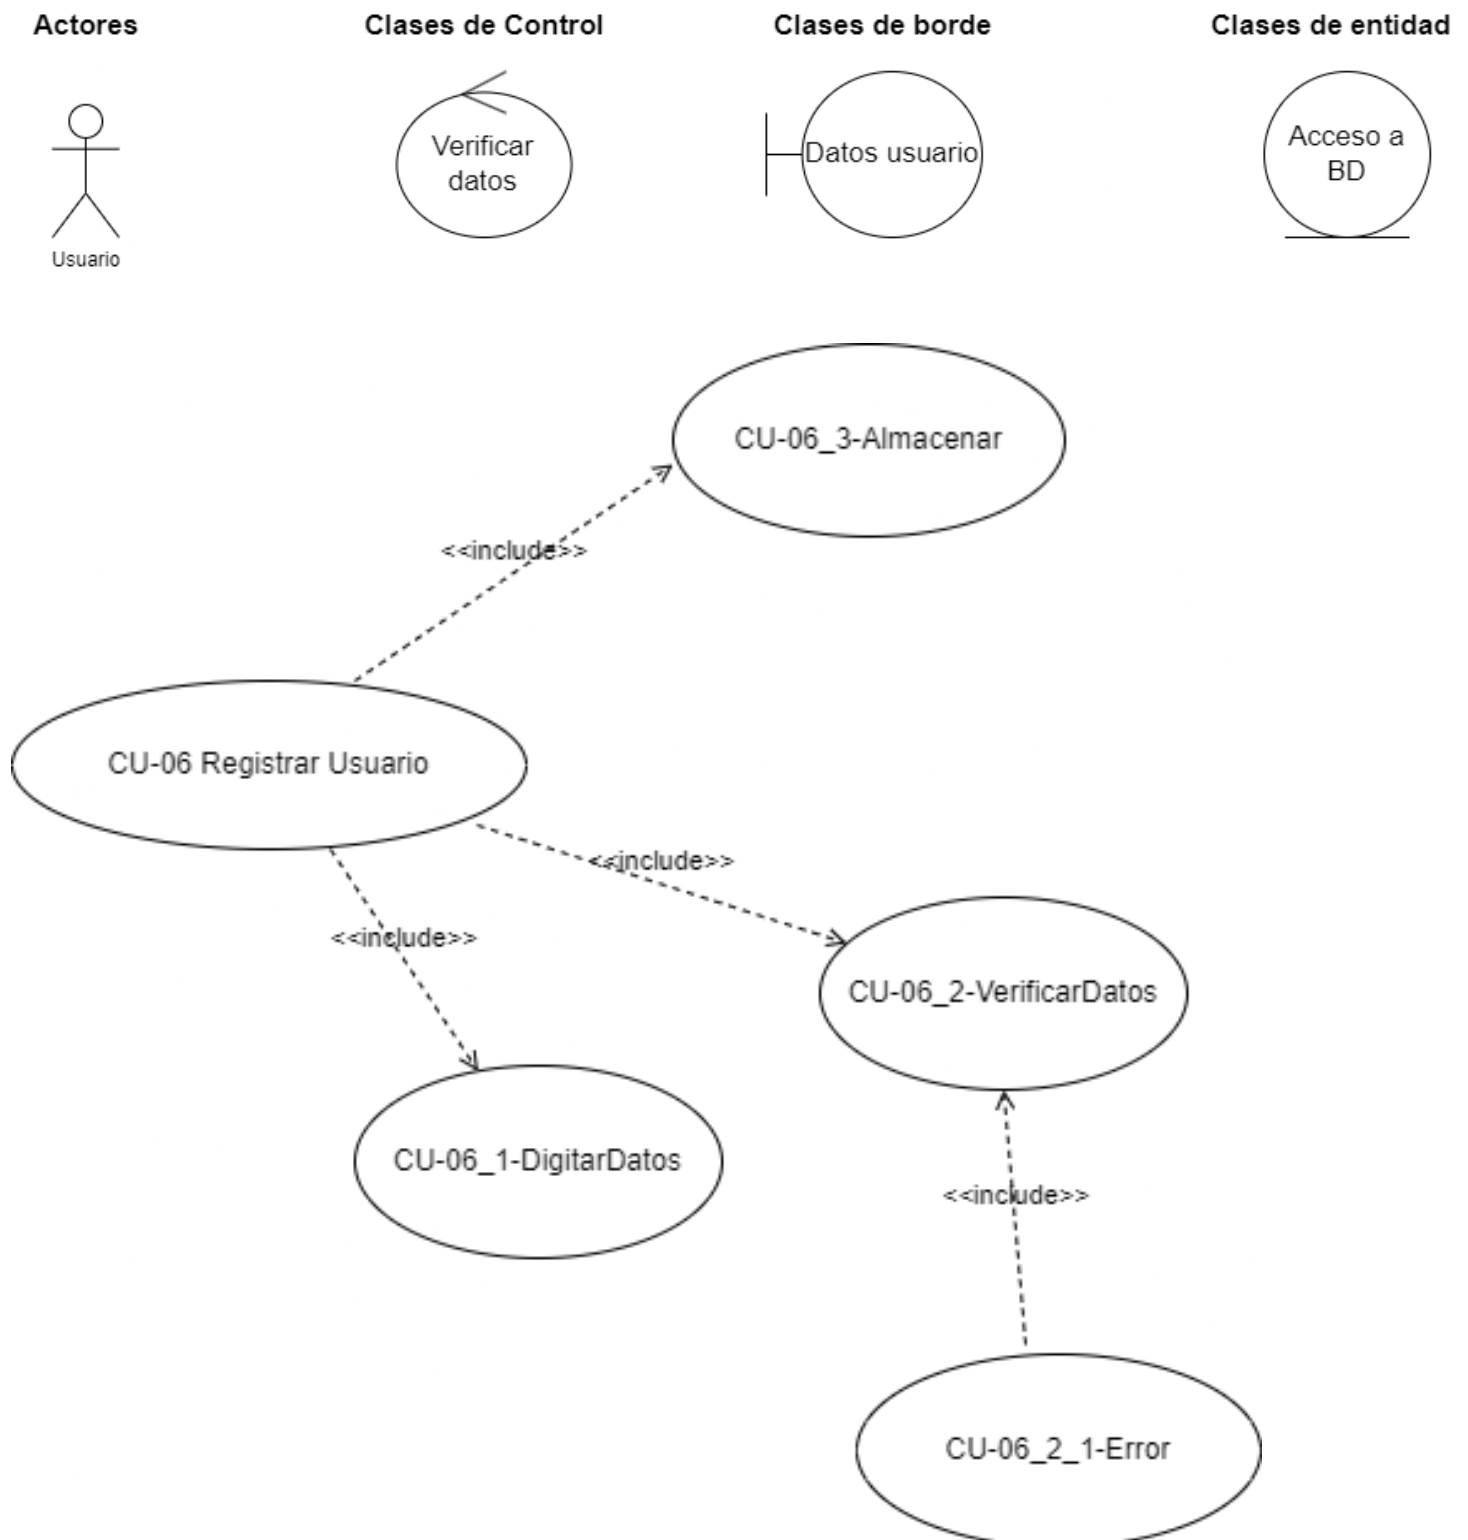 Actores
Clases de Control
Clases de borde
Clases de entidad
Verificar
datos
Datos usuario
Acceso a
BD
Usuario
CU-06_3-Almacenar
<<include>>
CU-06 Registrar Usuario
<<include>>
<<include>>
CU-06_2-VerificarDatos
CU-06_1-DigitarDatos
<<include>>
CU-06_2_1-Error